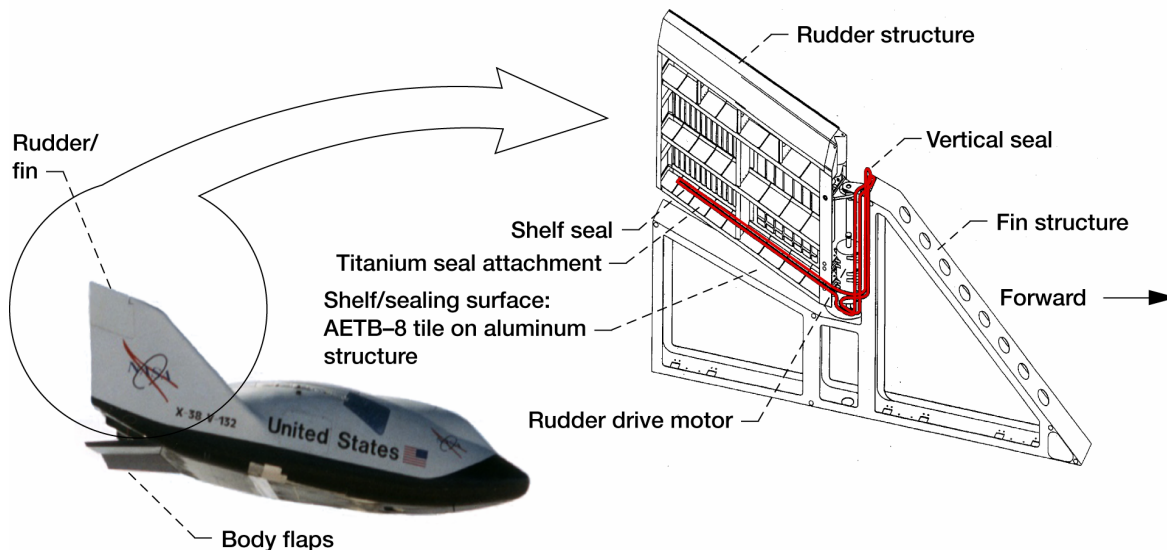 Rudder structure
Rudder/
fin
Vertical seal
Shelf seal
Fin structure
Titanium seal attachment
Shelf/sealing surface:
AETB–8 tile on aluminum
structure
Forward
NASA
X-38 V-132
United States
Rudder drive motor
Body flaps